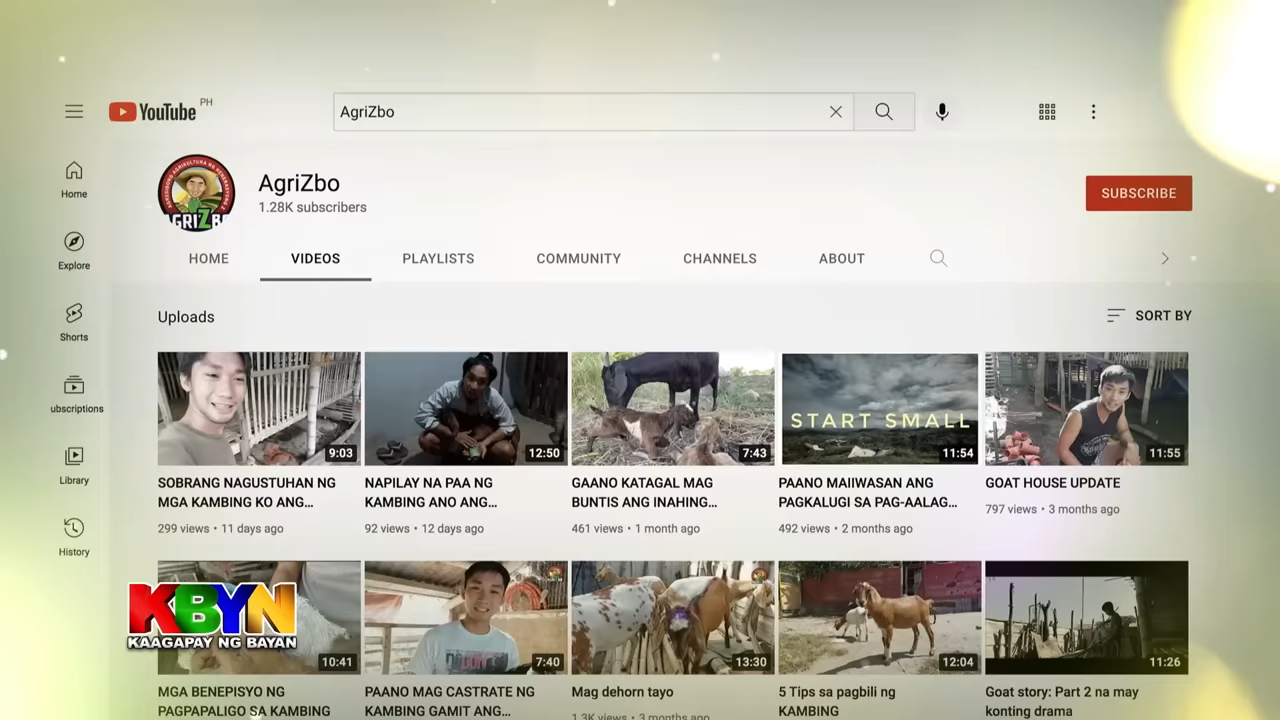 PH
YouTube
AgriZbo
Home
AgriZbo
1.28K subscribers
SUBSCRIBE
Explore
HOME
VIDEOS
PLAYLISTS
COMMUNITY
CHANNELS
ABOUT
Shorts
Uploads
SORT BY
ubscriptions
START SMALL
9:03
12:50
7:43
11:54
11:55
Library
SOBRANG NAGUSTUHAN NG
MGA KAMBING KO ANG...
299 views • 11 days ago
NAPILAY NA PAA NG
KAMBING ANO ANG...
92 views • 12 days ago
GAANO KATAGAL MAG
BUNTIS ANG INAHING...
461 views • 1 month ago
PAANO MAIIWASAN ANG
PAGKALUGI SA PAG-AALAG...
492 views • 2 months ago
GOAT HOUSE UPDATE
797 views • 3 months ago
History
KBYN
KAAGAPAY NG BAYAN
10:41
7:40
13:30
12:04
11:26
MGA BENEPISYO NG
PAGPAPALIGO SA KAMBING
PAANO MAG CASTRATE NG
KAMBING GAMIT ANG...
Mag dehorn tayo
1.3K views • 3 months ago
5 Tips sa pagbili ng
KAMBING
Goat story: Part 2 na may
konting drama